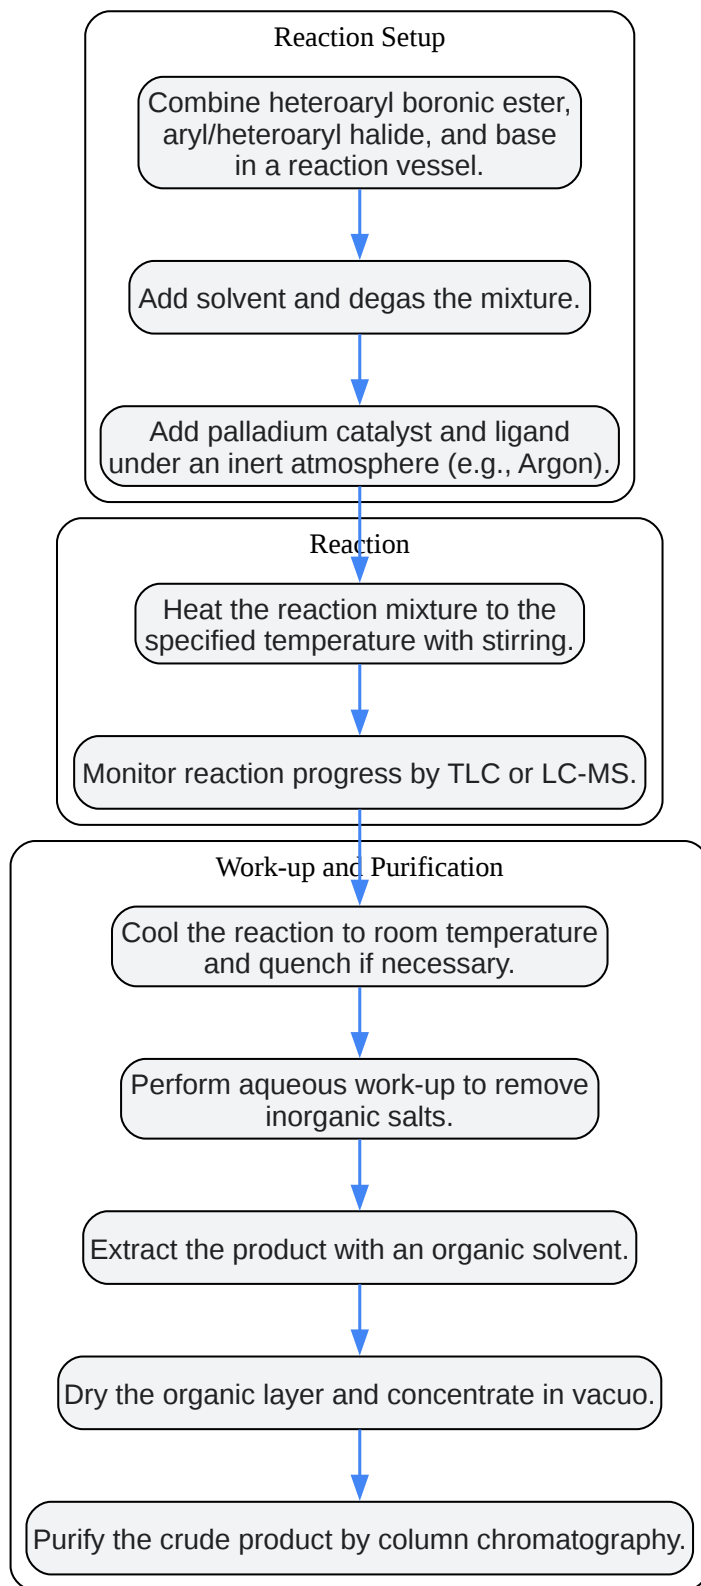 Reaction Setup
Combine heteroaryl boronic ester,
aryl/heteroaryl halide, and base
in a reaction vessel.
Add solvent and degas the mixture.
Add palladium catalyst and ligand
under an inert atmosphere (e.g., Argon).
Reaction
Heat the reaction mixture to the
specified temperature with stirring.
Monitor reaction progress by TLC or LC-MS.
Work-up and Purification
Cool the reaction to room temperature
and quench if necessary.
Perform aqueous work-up to remove
inorganic salts.
Extract the product with an organic solvent.
Dry the organic layer and concentrate in vacuo.
Purify the crude product by column chromatography.